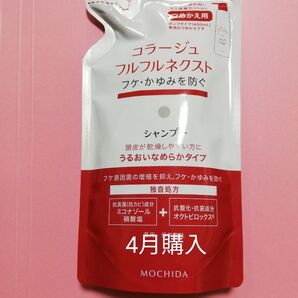 つめかえ用
コラージュ
フルフルネクスト
フケ・かゆみを防ぐ
シャンプー
頭皮が乾燥しやすい方に
うるおいなめらかタイプ
フケ原因菌の増殖を抑え、フケ・かゆみを防ぐ
独自処方
抗真菌(抗カビ)成分
ミコナゾール
硝酸塩
+
抗酸化・抗菌成分
オクトピロックス®
4月購入
MOCHIDA